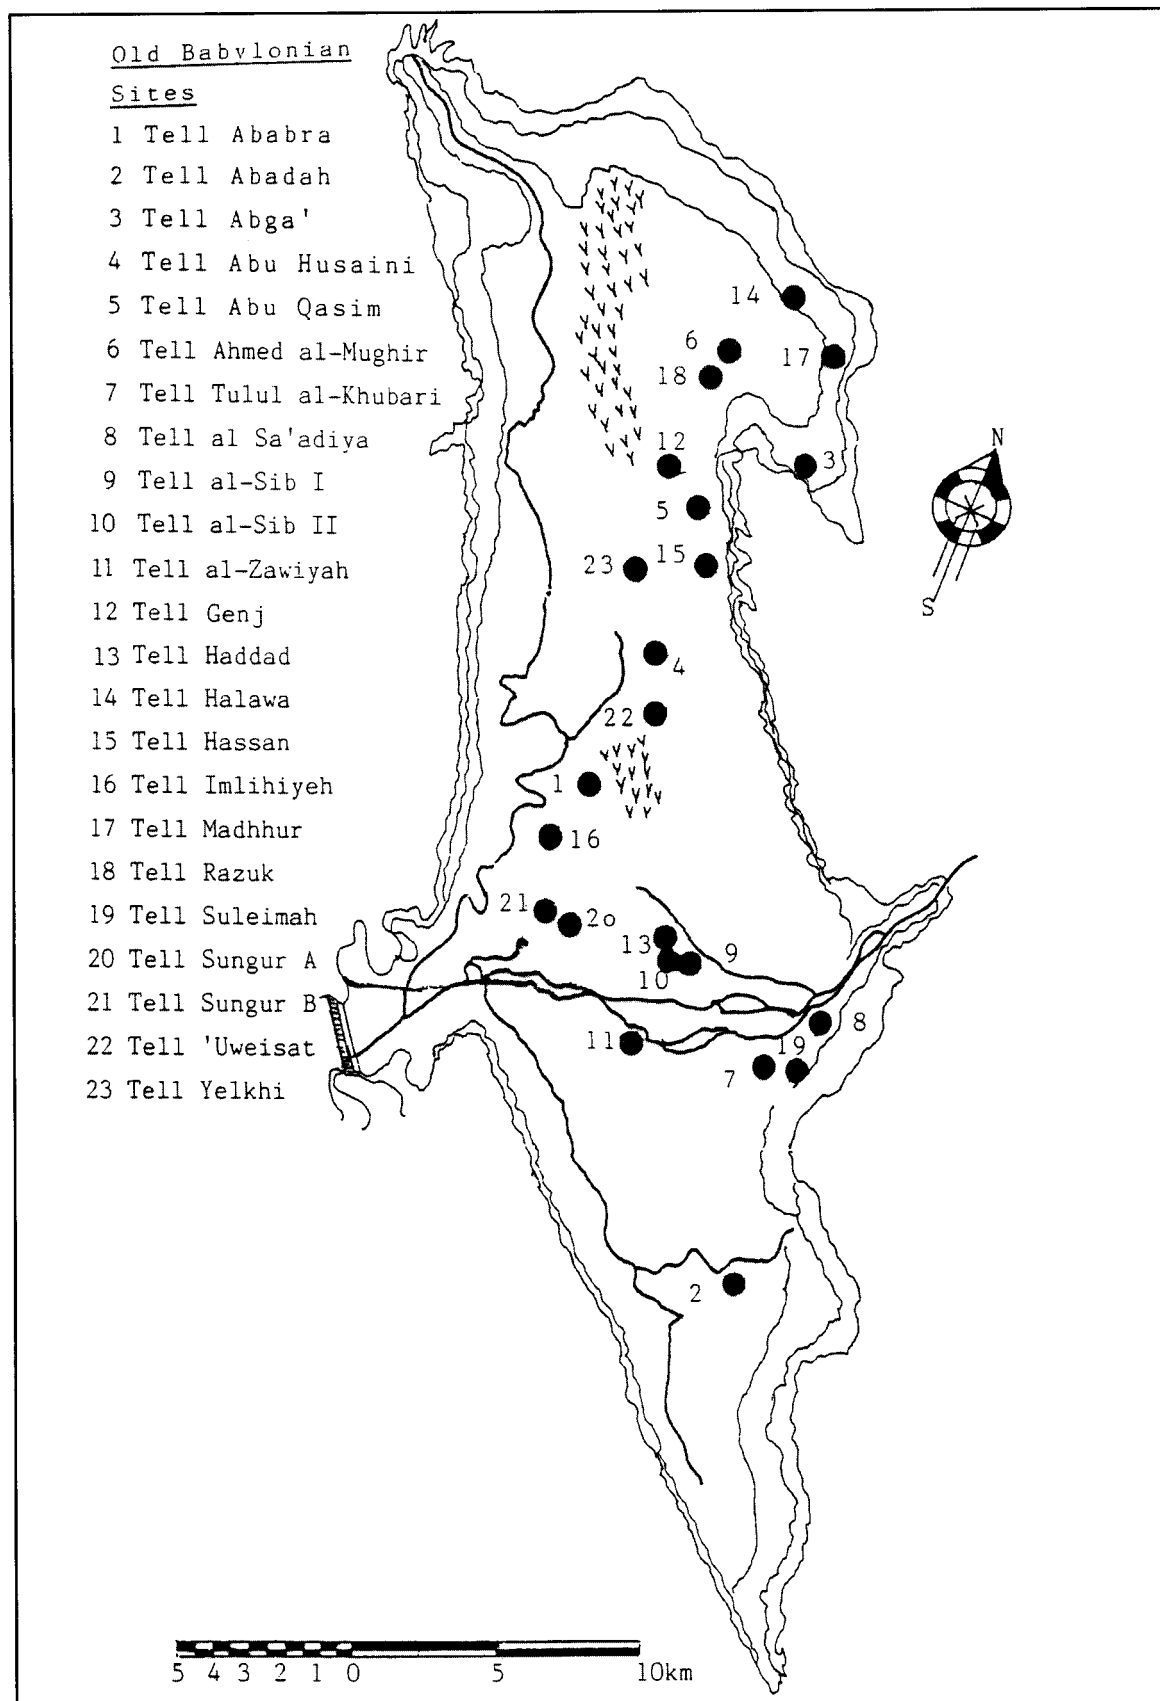 Old Babylonian
Sites
1 Tell Ababra
2 Tell Abadah
3 Tell Abga'
4 Tell Abu Husaini
5 Tell Abu Qasim
6 Tell Ahmed al-Mughir
7 Tell Tulul al-Khubari
8 Tell al Sa'adiya
9 Tell al-Sib I
10 Tell al-Sib II
11 Tell al-Zawiyah
12 Tell Genj
13 Tell Haddad
14 Tell Halawa
15 Tell Hassan
16 Tell Imlihiyeh
17 Tell Madhhur
18 Tell Razuk
19 Tell Suleimah
20 Tell Sungur A
21 Tell Sungur B
22 Tell 'Uweisat
23 Tell Yelkhi
14
6
17
18
12
3
N
5
15
23
S
4
22
1
16
21
2o
13
9
10
8
11
19
7
2
5 4 3 2 1 0 5 10km